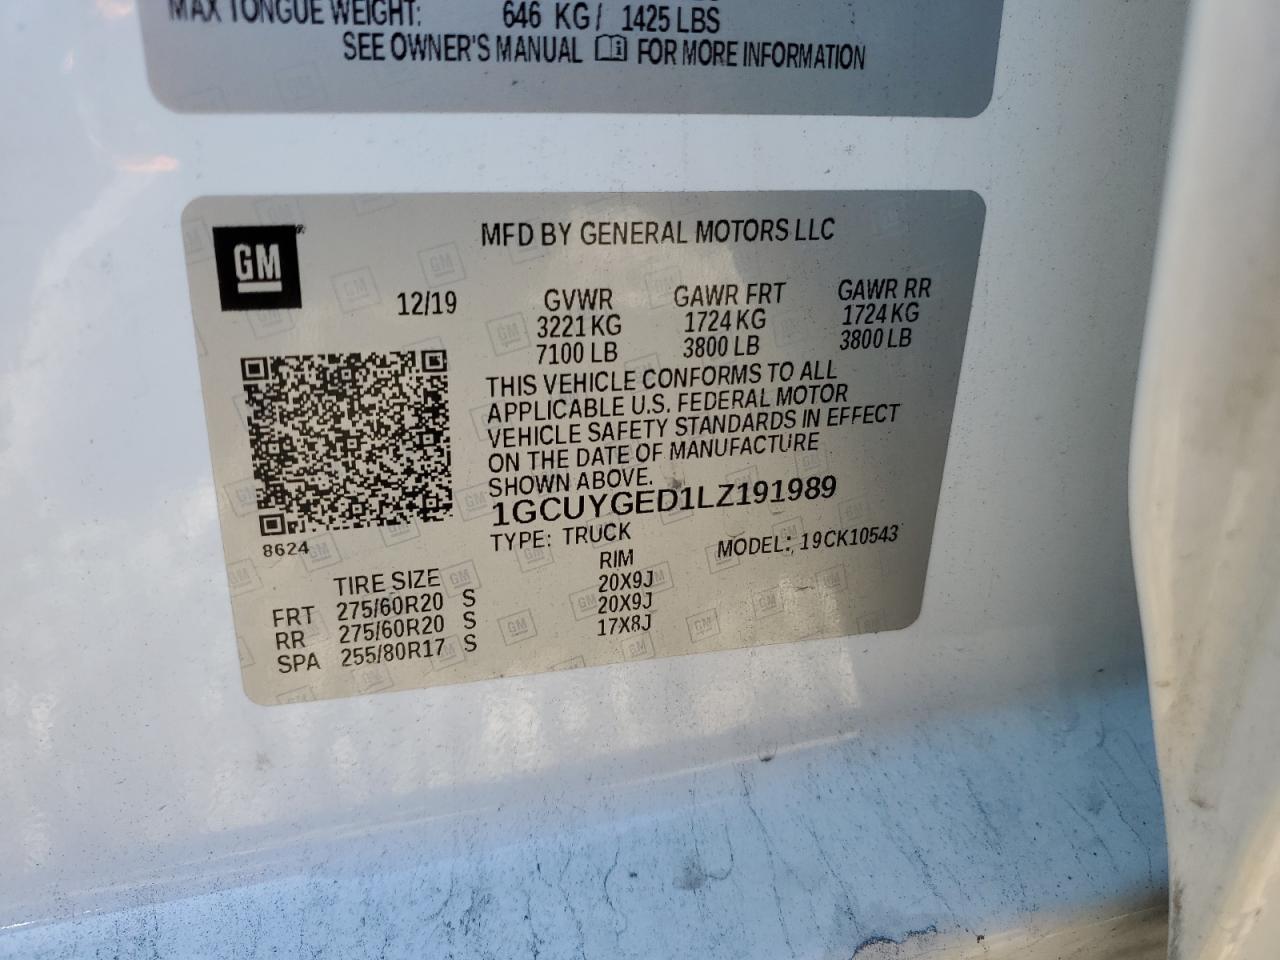 MAX TONGUE WEIGHT: 646 KG / 1425 LBS
SEE OWNER'S MANUAL FOR MORE INFORMATION
GM
MFD BY GENERAL MOTORS LLC
12/19
GVWR GAWR FRT GAWR RR
3221 KG 1724 KG 1724 KG
7100 LB 3800 LB 3800 LB
THIS VEHICLE CONFORMS TO ALL
APPLICABLE U.S. FEDERAL MOTOR
VEHICLE SAFETY STANDARDS IN EFFECT
ON THE DATE OF MANUFACTURE
SHOWN ABOVE.
1GCUYGED1LZ191989
8624
TYPE: TRUCK MODEL: 19CK10543
TIRE SIZE RIM
FRT 275/60R20 S 20X9J
RR 275/60R20 S 20X9J
SPA 255/80R17 S 17X8J